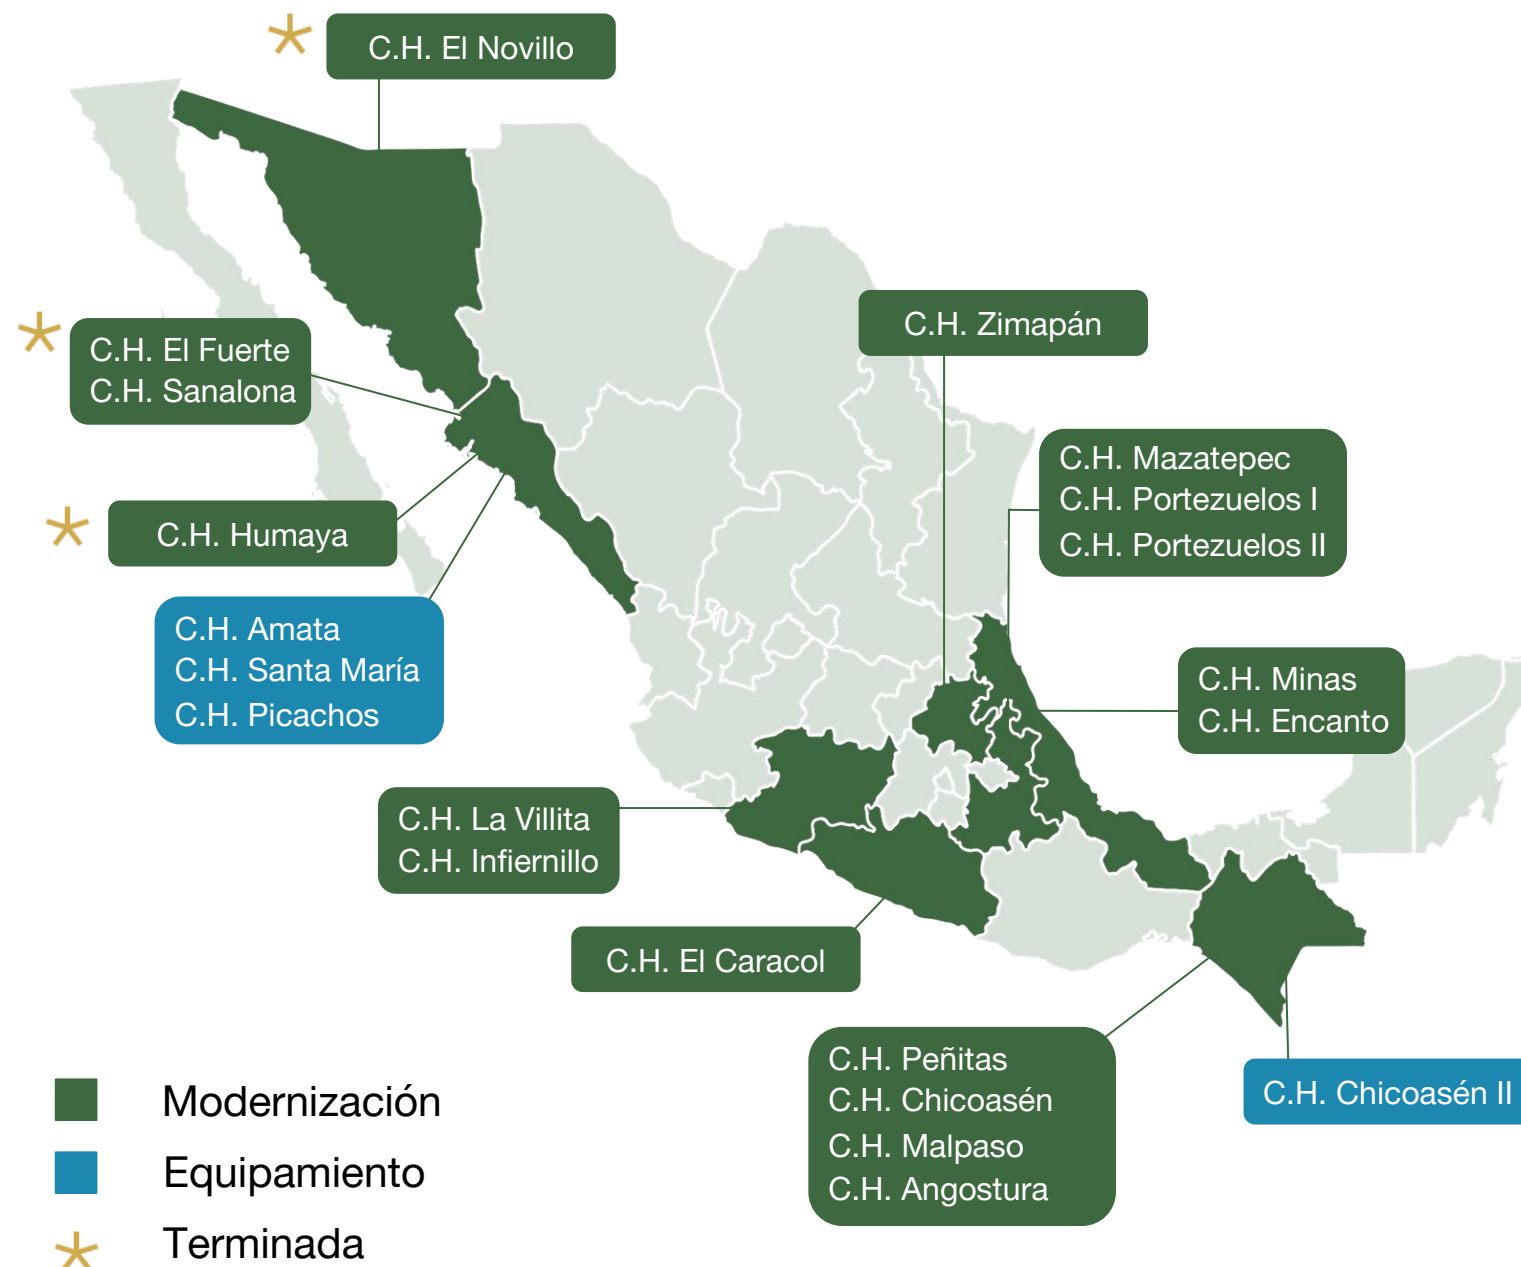 C.H. El Novillo
C.H. Zimapán
C.H. El Fuerte
C.H. Sanalona
C.H. Mazatepec
C.H. Portezuelos I
C.H. Portezuelos II
C.H. Humaya
C.H. Amata
C.H. Santa María
C.H. Picachos
C.H. Minas
C.H. Encanto
C.H. La Villita
C.H. Infiernillo
C.H. El Caracol
C.H. Peñitas
C.H. Chicoasén
C.H. Malpaso
C.H. Angostura
C.H. Chicoasén II
Modernización
Equipamiento
Terminada